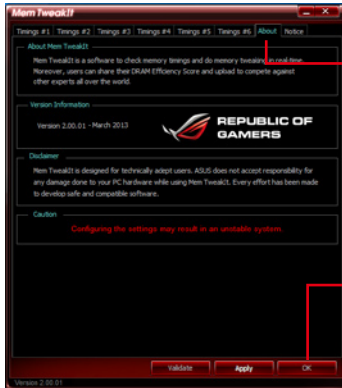 Mem TweakIt
Timings #1 Timings #2 Timings #3 Timings #4 Timings #5 Timings #6 About Notice
About Mem TweakIt
Mem TweakIt is a software to check memory timings and do memory tweaking in real-time.
Moreover, users can share their DRAM Efficiency Score and upload to compete against
other experts all over the world.
Version Information
Version 2.00.01 - March 2013
REPUBLIC OF
GAMERS
Disclaimer
Mem TweakIt is designed for technically adept users. ASUS does not accept responsibility for
any damage done to your PC hardware while using Mem TweakIt. Every effort has been made
to develop safe and compatible software.
Caution
Configuring the settings may result in an unstable system.
Validate Apply OK
Version 2.00.01